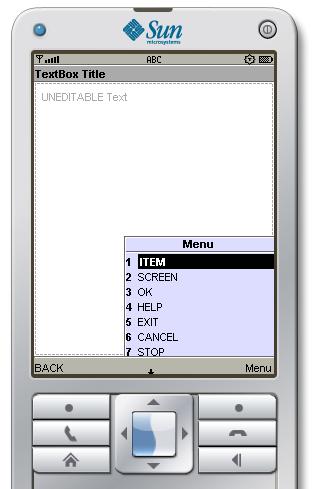 Sun
microsystems
ABC
TextBox Title
UNEDITABLE Text
Menu
1 ITEM
2 SCREEN
3 OK
4 HELP
5 EXIT
6 CANCEL
7 STOP
BACK Menu